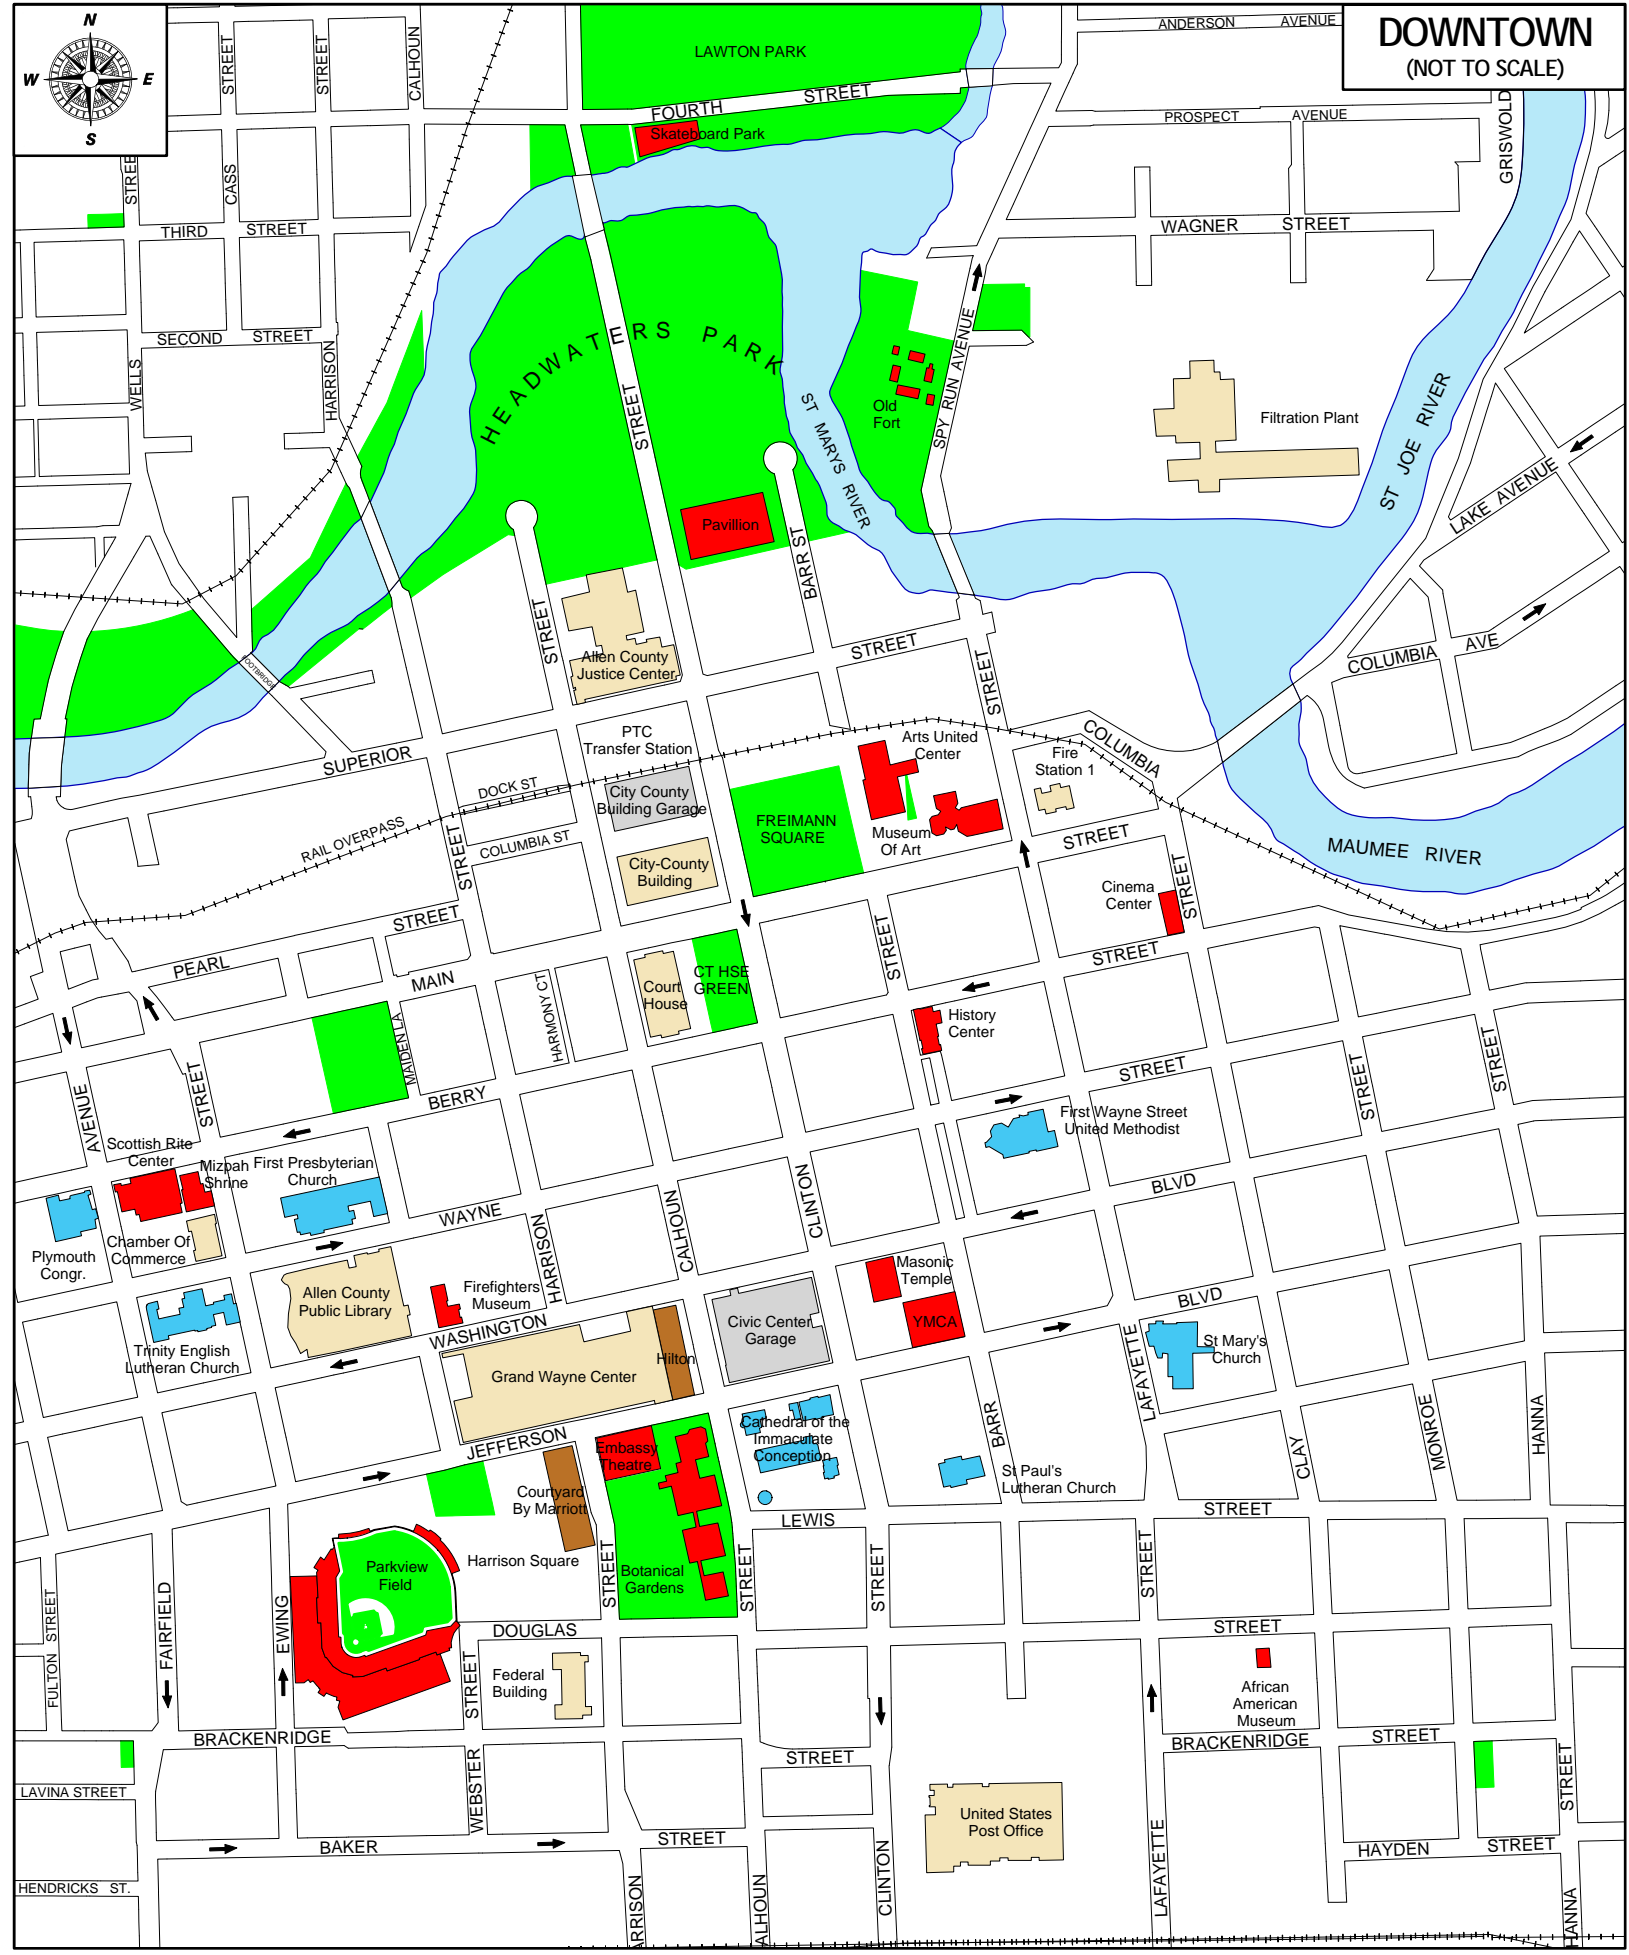 N
W E
S
DOWNTOWN
(NOT TO SCALE)
STREET
STREET
CALHOUN
LAWTON PARK
ANDERSON AVENUE
FOURTH STREET
Skateboard Park
PROSPECT AVENUE
GRISWOLD
STREE
CASS
THIRD STREET
WAGNER STREET
SECOND STREET
WELLS
HARRISON
HEADWATERS PARK
STREET
ST MARYS RIVER
Old
Fort
SPY RUN AVENUE
Filtration Plant
ST JOE RIVER
LAKE AVENUE
Pavillion
BARR ST
STREET
Allen County
Justice Center
STREET
STREET
COLUMBIA AVE
FOOTBRIDGE
SUPERIOR
PTC
Transfer Station
Arts United
Center
COLUMBIA
Fire
Station 1
DOCK ST
City County
Building Garage
FREIMANN
SQUARE
Museum
Of Art
STREET
MAUMEE RIVER
RAIL OVERPASS
COLUMBIA ST
STREET
City-County
Building
Cinema
Center
STREET
STREET
STREET
STREET
PEARL
MAIN
CT HSE
GREEN
Court
House
HARMONY CT
MAIDEN LA
History
Center
BERRY
STREET
STREET
STREET
AVENUE
STREET
First Wayne Street
United Methodist
Scottish Rite
Center
Mizpah
Shrine
First Presbyterian
Church
BLVD
WAYNE
HARRISON
CALHOUN
CLINTON
Plymouth
Congr.
Chamber Of
Commerce
Allen County
Public Library
Firefighters
Museum
Masonic
Temple
YMCA
BLVD
WASHINGTON
Civic Center
Garage
Hilton
Grand Wayne Center
Trinity English
Lutheran Church
St Mary's
Church
LAFAYETTE
JEFFERSON
Embassy
Theatre
Cathedral of the
Immaculate
Conception
BARR
CLAY
MONROE
HANNA
Courtyard
By Marriott
St Paul's
Lutheran Church
LEWIS
STREET
Harrison Square
Parkview
Field
Botanical
Gardens
STREET
STREET
STREET
STREET
FULTON STREET
FAIRFIELD
EWING
DOUGLAS
STREET
STREET
Federal
Building
African
American
Museum
BRACKENRIDGE
STREET
BRACKENRIDGE
STREET
LAVINA STREET
WEBSTER
STREET
United States
Post Office
BAKER
STREET
HAYDEN STREET
HENDRICKS ST.
ARRISON
ALHOUN
CLINTON
LAFAYETTE
HANNA